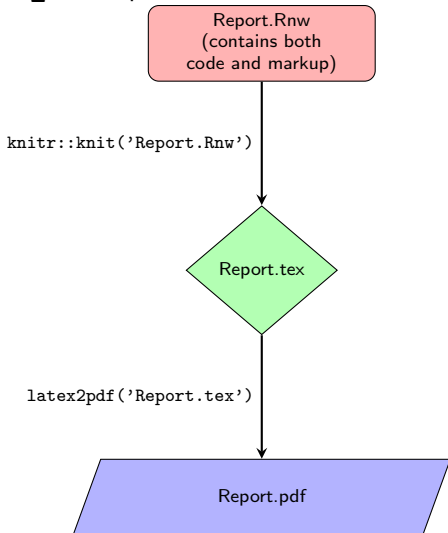 Report.Rnw
(contains both
code and markup)
knitr::knit('Report.Rnw')
Report.tex
latex2pdf('Report.tex')
Report.pdf